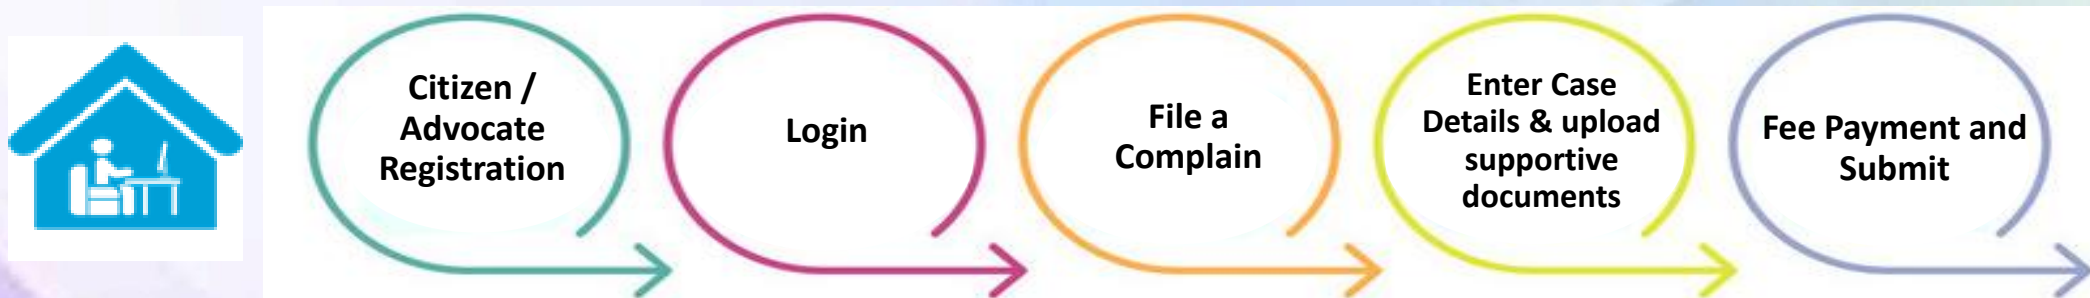 Citizen /
Advocate
Registration
Login
File a
Complain
Enter Case
Details & upload
supportive
documents
Fee Payment and
Submit